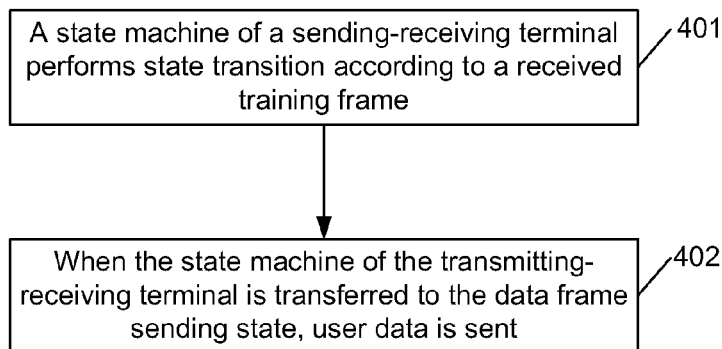 A state machine of a sending-receiving terminal
performs state transition according to a received
training frame
401
When the state machine of the transmitting-
receiving terminal is transferred to the data frame
sending state, user data is sent
402